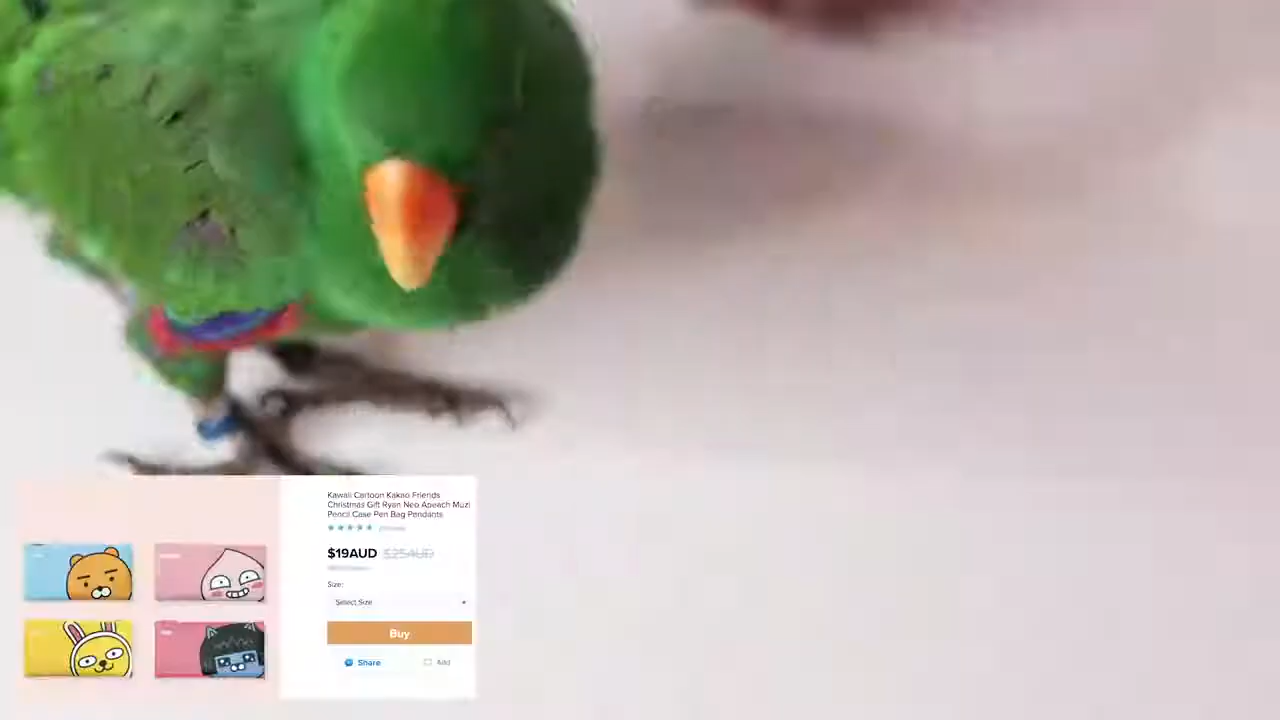 Kawaii Cartoon Kakao Friends
Christmas Gift Ryan Neo Apeach Muzi
Pencil Case Pen Bag Pendants
$19AUD $25AUD
Size:
Select Size
Buy
Share
Add